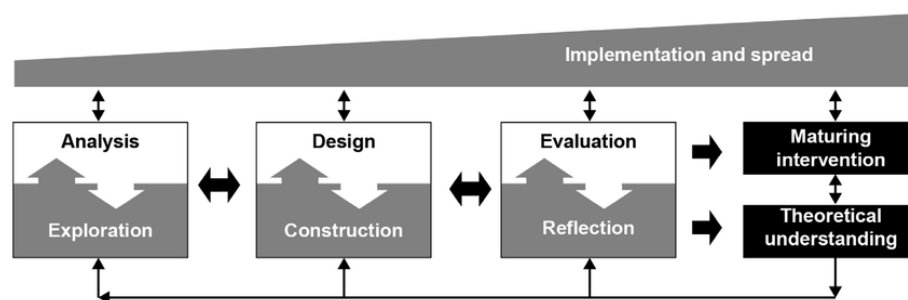 Implementation and spread
Analysis
Exploration
Design
Construction
Evaluation
Reflection
Maturing
intervention
Theoretical
understanding